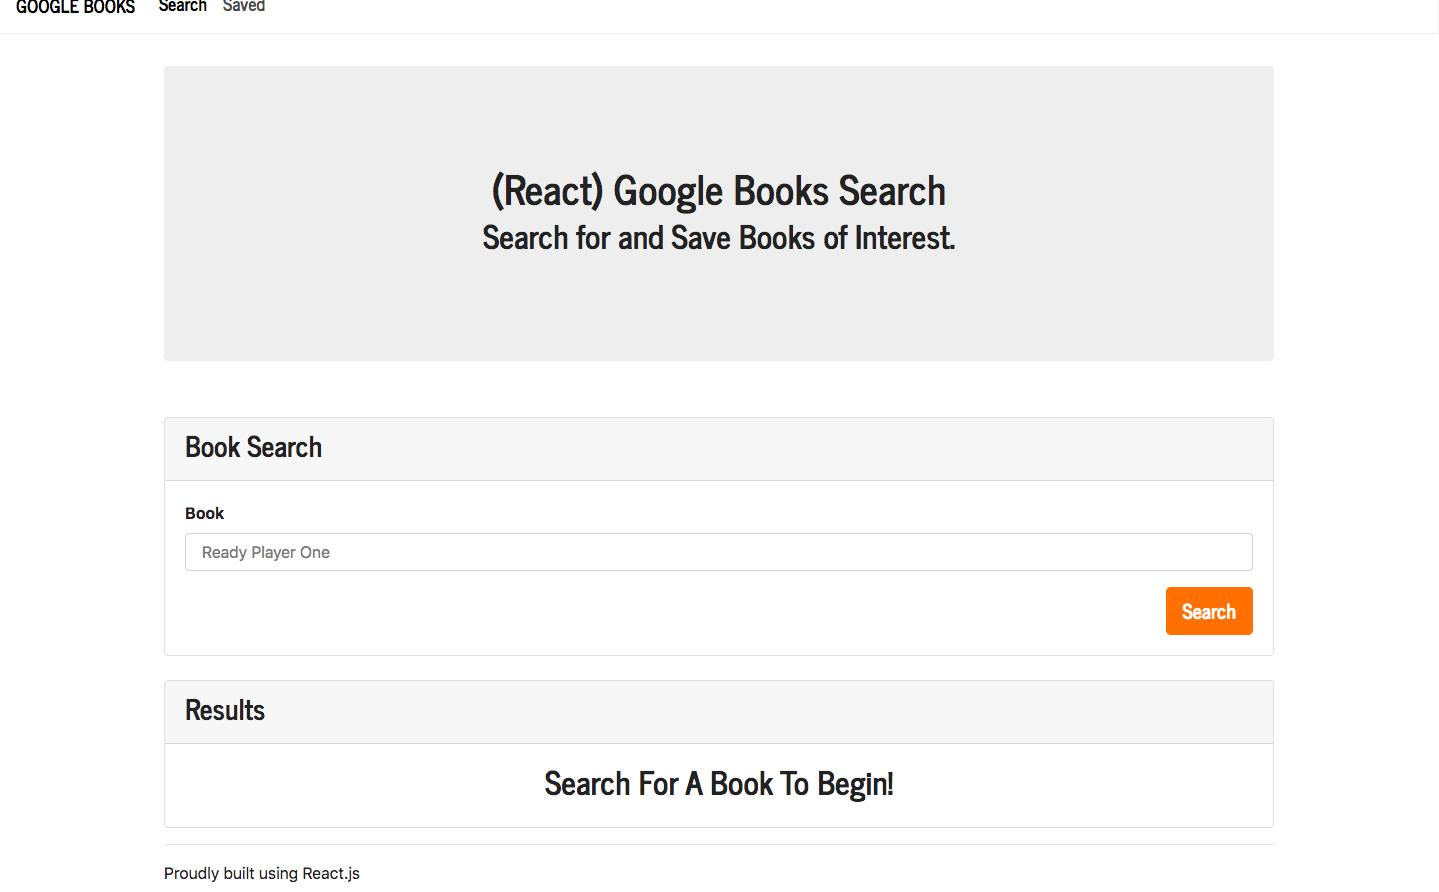 GOOGLE BOOKS Search Saved
(React) Google Books Search
Search for and Save Books of Interest.
Book Search
Book
Ready Player One
Search
Results
Search For A Book To Begin!
Proudly built using React.js